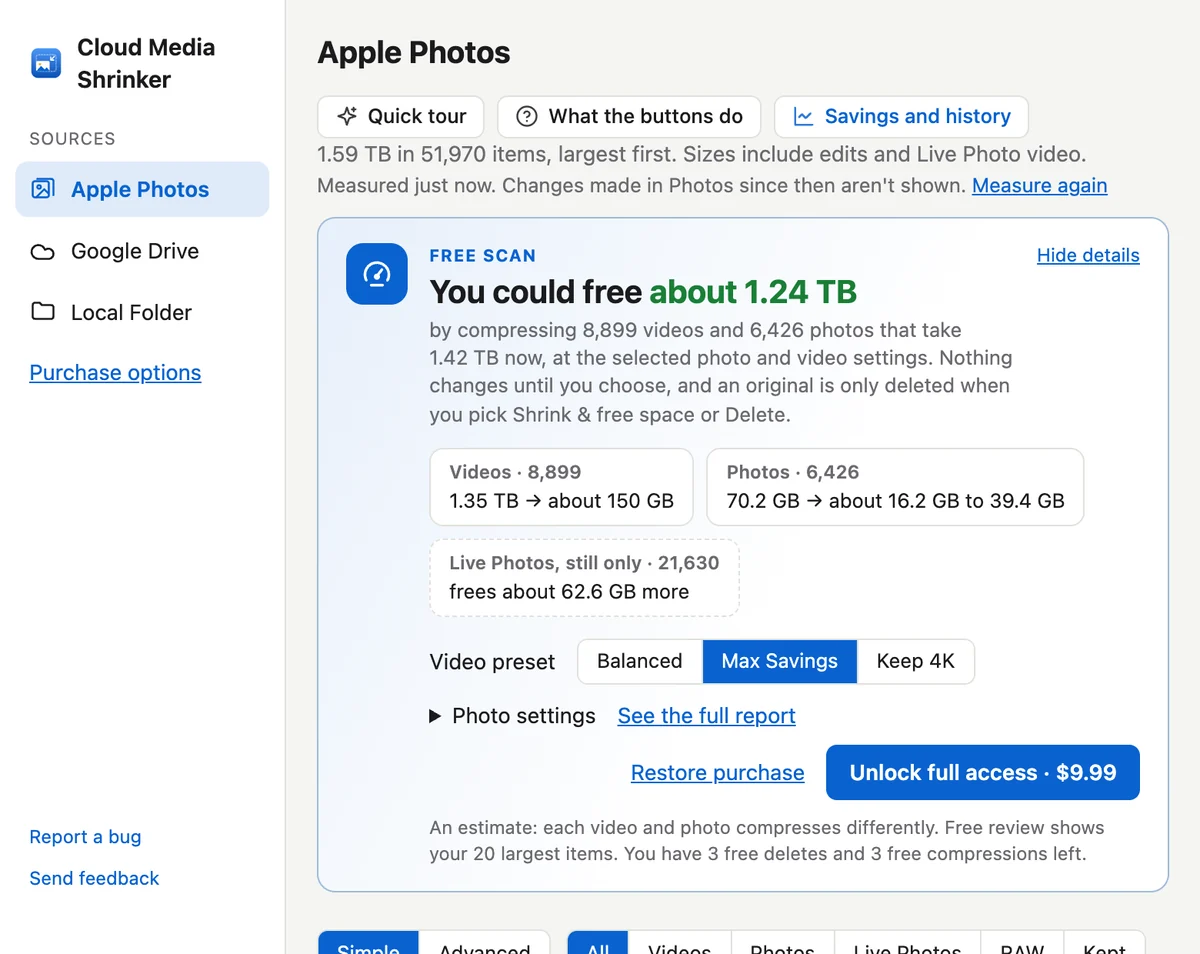 Cloud Media
Shrinker
SOURCES
Apple Photos
Google Drive
Local Folder
Purchase options
Report a bug
Send feedback
Apple Photos
Quick tour
What the buttons do
Savings and history
1.59 TB in 51,970 items, largest first. Sizes include edits and Live Photo video.
Measured just now. Changes made in Photos since then aren't shown. Measure again
FREE SCAN
Hide details
You could free about 1.24 TB
by compressing 8,899 videos and 6,426 photos that take
1.42 TB now, at the selected photo and video settings. Nothing
changes until you choose, and an original is only deleted when
you pick Shrink & free space or Delete.
Videos · 8,899
1.35 TB → about 150 GB
Photos · 6,426
70.2 GB → about 16.2 GB to 39.4 GB
Live Photos, still only · 21,630
frees about 62.6 GB more
Video preset
Balanced
Max Savings
Keep 4K
Photo settings
See the full report
Restore purchase
Unlock full access · $9.99
An estimate: each video and photo compresses differently. Free review shows
your 20 largest items. You have 3 free deletes and 3 free compressions left.
Simple
Advanced
All
Videos
Photos
Live Photos
RAW
Kept